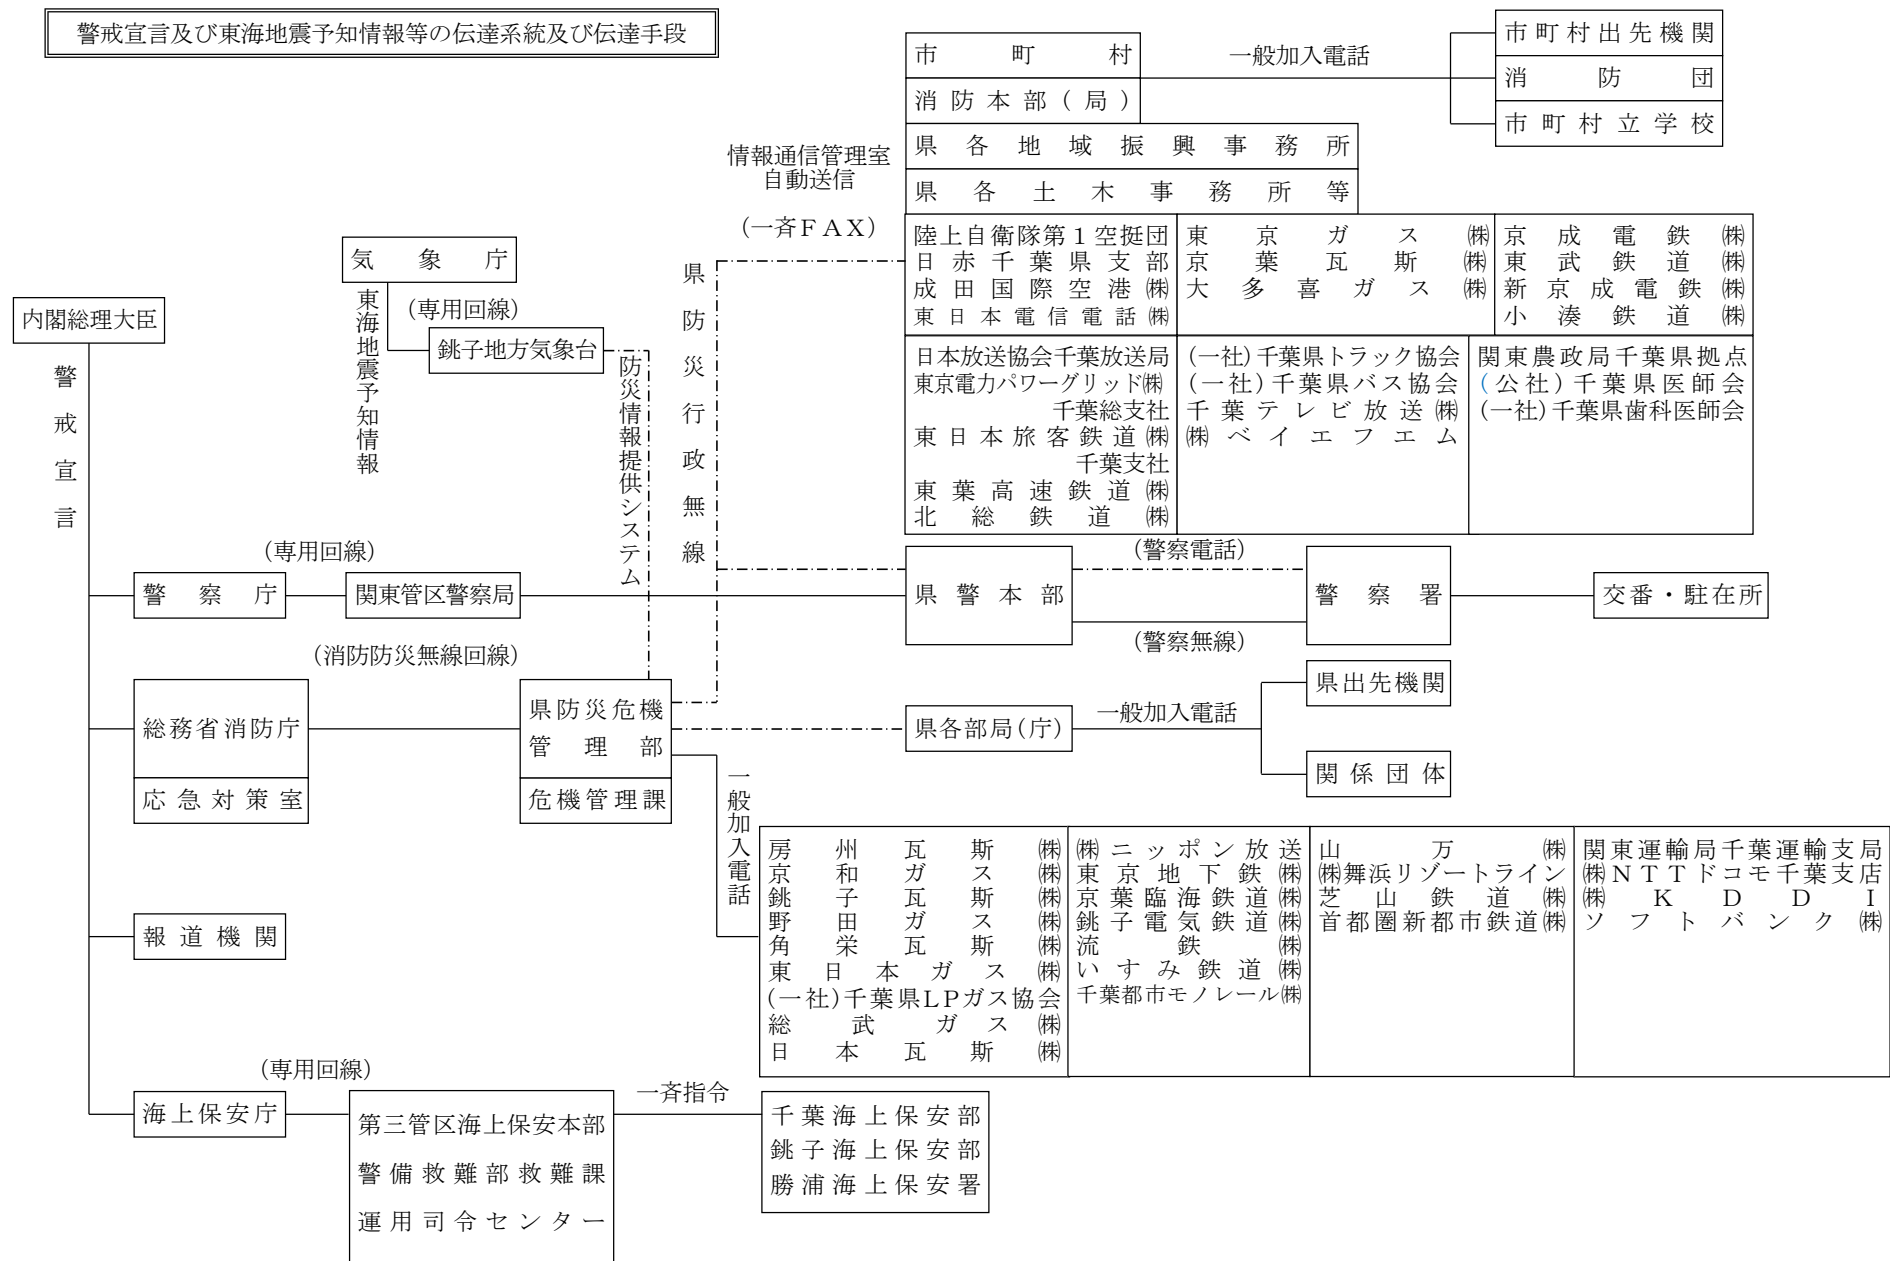 警戒宣言及び東海地震予知情報等の伝達系統及び伝達手段
市町村
消防本部(局)
一般加入電話
市町村出先機関
消防団
市町村立学校
県各地域振興事務所
県各土木事務所等
情報通信管理室
自動送信
(一斉ＦＡＸ)
陸上自衛隊第１空挺団
日赤千葉県支部
成田国際空港㈱
東日本電信電話㈱
東京ガス㈱
京葉瓦斯㈱
大多喜ガス㈱
京成電鉄㈱
東武鉄道㈱
新京成電鉄㈱
小湊鉄道㈱
日本放送協会千葉放送局
東京電力パワーグリッド㈱
千葉総支社
東日本旅客鉄道㈱
千葉支社
東葉高速鉄道㈱
北総鉄道㈱
(一社)千葉県トラック協会
(一社)千葉県バス協会
千葉テレビ放送㈱
㈱ベイエフエム
関東農政局千葉県拠点
(公社)千葉県医師会
(一社)千葉県歯科医師会
気象庁
東海地震予知情報
(専用回線)
銚子地方気象台
防災情報提供システム
県防災行政無線
内閣総理大臣
警戒宣言
(専用回線)
警察庁
関東管区警察局
県警本部
(警察電話)
(警察無線)
警察署
交番・駐在所
(消防防災無線回線)
総務省消防庁
応急対策室
県防災危機
管理部
危機管理課
県各部局(庁)
一般加入電話
県出先機関
関係団体
一般加入電話
房州瓦斯㈱
京和ガス㈱
銚子瓦斯㈱
野田ガス㈱
角栄瓦斯㈱
東日本ガス㈱
(一社)千葉県LPガス協会
総武ガス㈱
日本瓦斯㈱
㈱ニッポン放送
東京地下鉄㈱
京葉臨海鉄道㈱
銚子電気鉄道㈱
流鉄㈱
いすみ鉄道㈱
千葉都市モノレール㈱
山万㈱
㈱舞浜リゾートライン
芝山鉄道㈱
首都圏新都市鉄道㈱
関東運輸局千葉運輸支局
㈱ＮＴＴドコモ千葉支店
㈱ＫＤＤＩ
ソフトバンク㈱
報道機関
(専用回線)
海上保安庁
第三管区海上保安本部
警備救難部救難課
運用司令センター
一斉指令
千葉海上保安部
銚子海上保安部
勝浦海上保安署